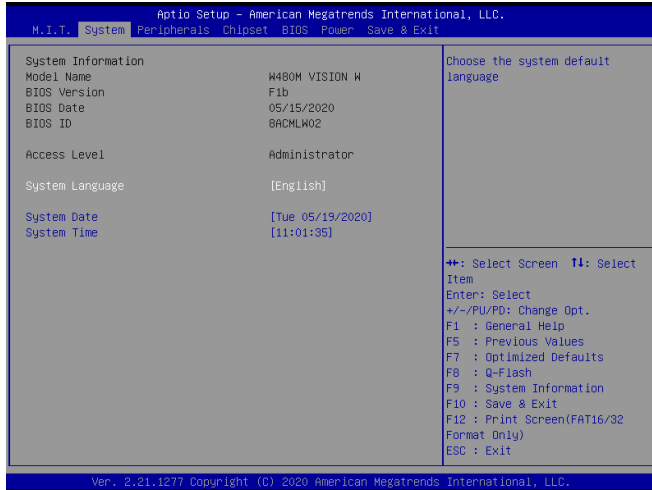 Aptio Setup - American Megatrends International, LLC.
M.I.T. System Peripherals Chipset BIOS Power Save & Exit
System Information
Model Name W480M VISION W
BIOS Version F1b
BIOS Date 05/15/2020
BIOS ID 8ACMLW02
Access Level Administrator
System Language [English]
System Date [Tue 05/19/2020]
System Time [11:01:35]
Choose the system default
language
→←: Select Screen ↑↓: Select
Item
Enter: Select
+/-/PU/PD: Change Opt.
F1 : General Help
F5 : Previous Values
F7 : Optimized Defaults
F8 : Q-Flash
F9 : System Information
F10 : Save & Exit
F12 : Print Screen(FAT16/32
Format Only)
ESC : Exit
Ver. 2.21.1277 Copyright (C) 2020 American Megatrends International, LLC.